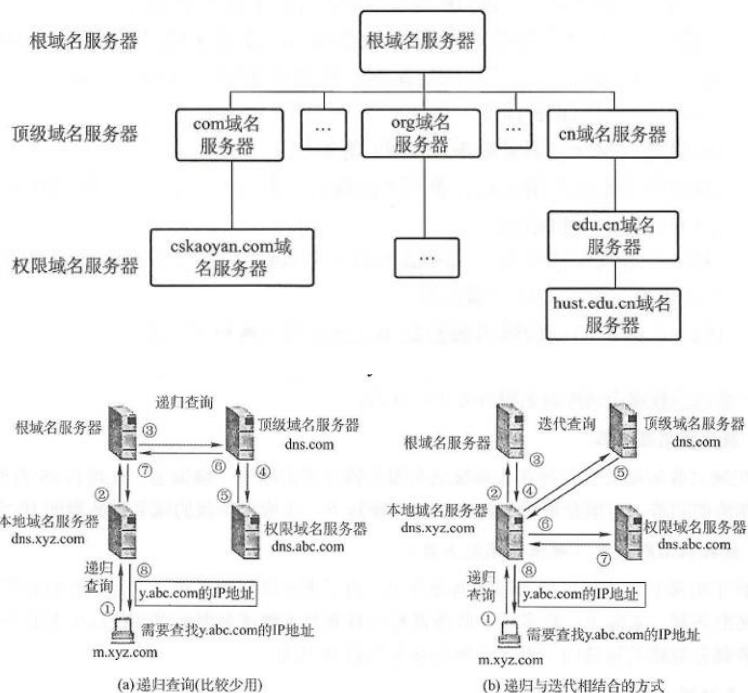 根域名服务器
根域名服务器
顶级域名服务器
com域名
服务器
...
org域名
服务器
...
cn域名服务器
权限域名服务器
cskaoyan.com域
名服务器
...
edu.cn域名
服务器
hust.edu.cn域名
服务器
递归查询
根域名服务器
③
顶级域名服务器
dns.com
⑦
⑥
④
②
⑤
本地域名服务器
dns.xyz.com
权限域名服务器
dns.abc.com
递归
查询
⑧
y.abc.com的IP地址
①
需要查找y.abc.com的IP地址
m.xyz.com
(a) 递归查询(比较少用)
迭代查询
根域名服务器
顶级域名服务器
dns.com
③
⑤
②
④
本地域名服务器
dns.xyz.com
⑥
权限域名服务器
dns.abc.com
⑦
递归
查询
⑧
y.abc.com的IP地址
①
需要查找y.abc.com的IP地址
m.xyz.com
(b) 递归与迭代相结合的方式